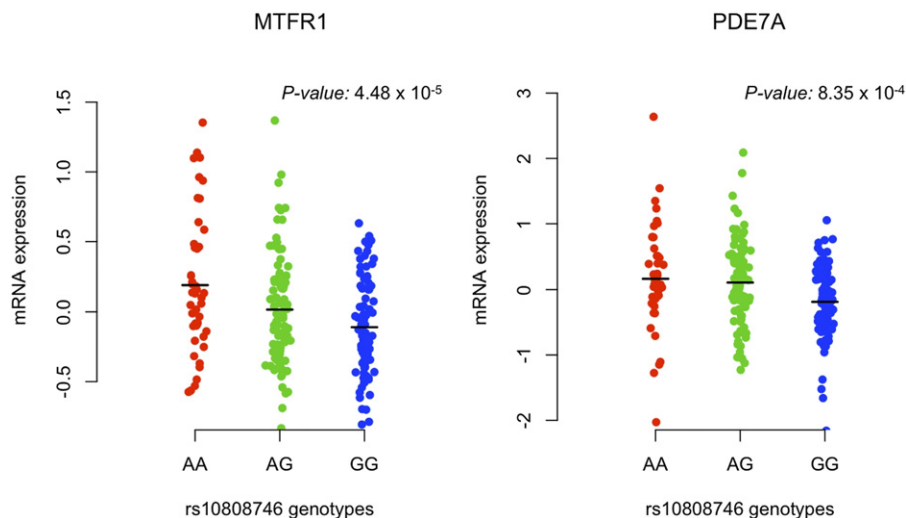 MTFR1
P-value: 4.48 x 10-5
mRNA expression
1.5
1.0
0.5
0.0
-0.5
AA AG GG
rs10808746 genotypes
PDE7A
P-value: 8.35 x 10-4
mRNA expression
3
2
1
0
-1
-2
AA AG GG
rs10808746 genotypes